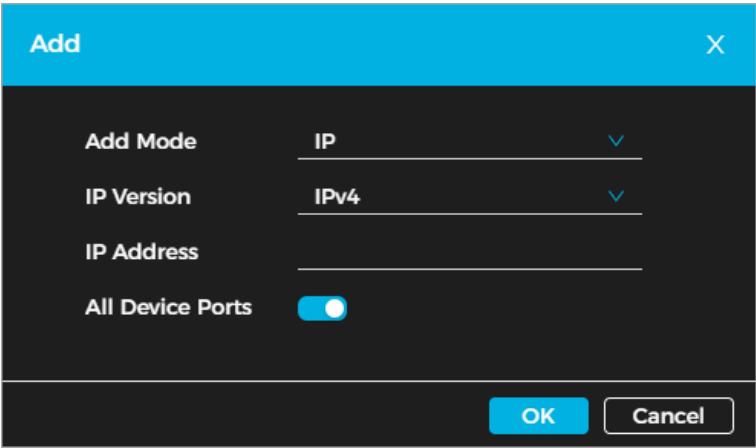 Add X
Add Mode IP
IP Version IPv4
IP Address
All Device Ports
OK Cancel